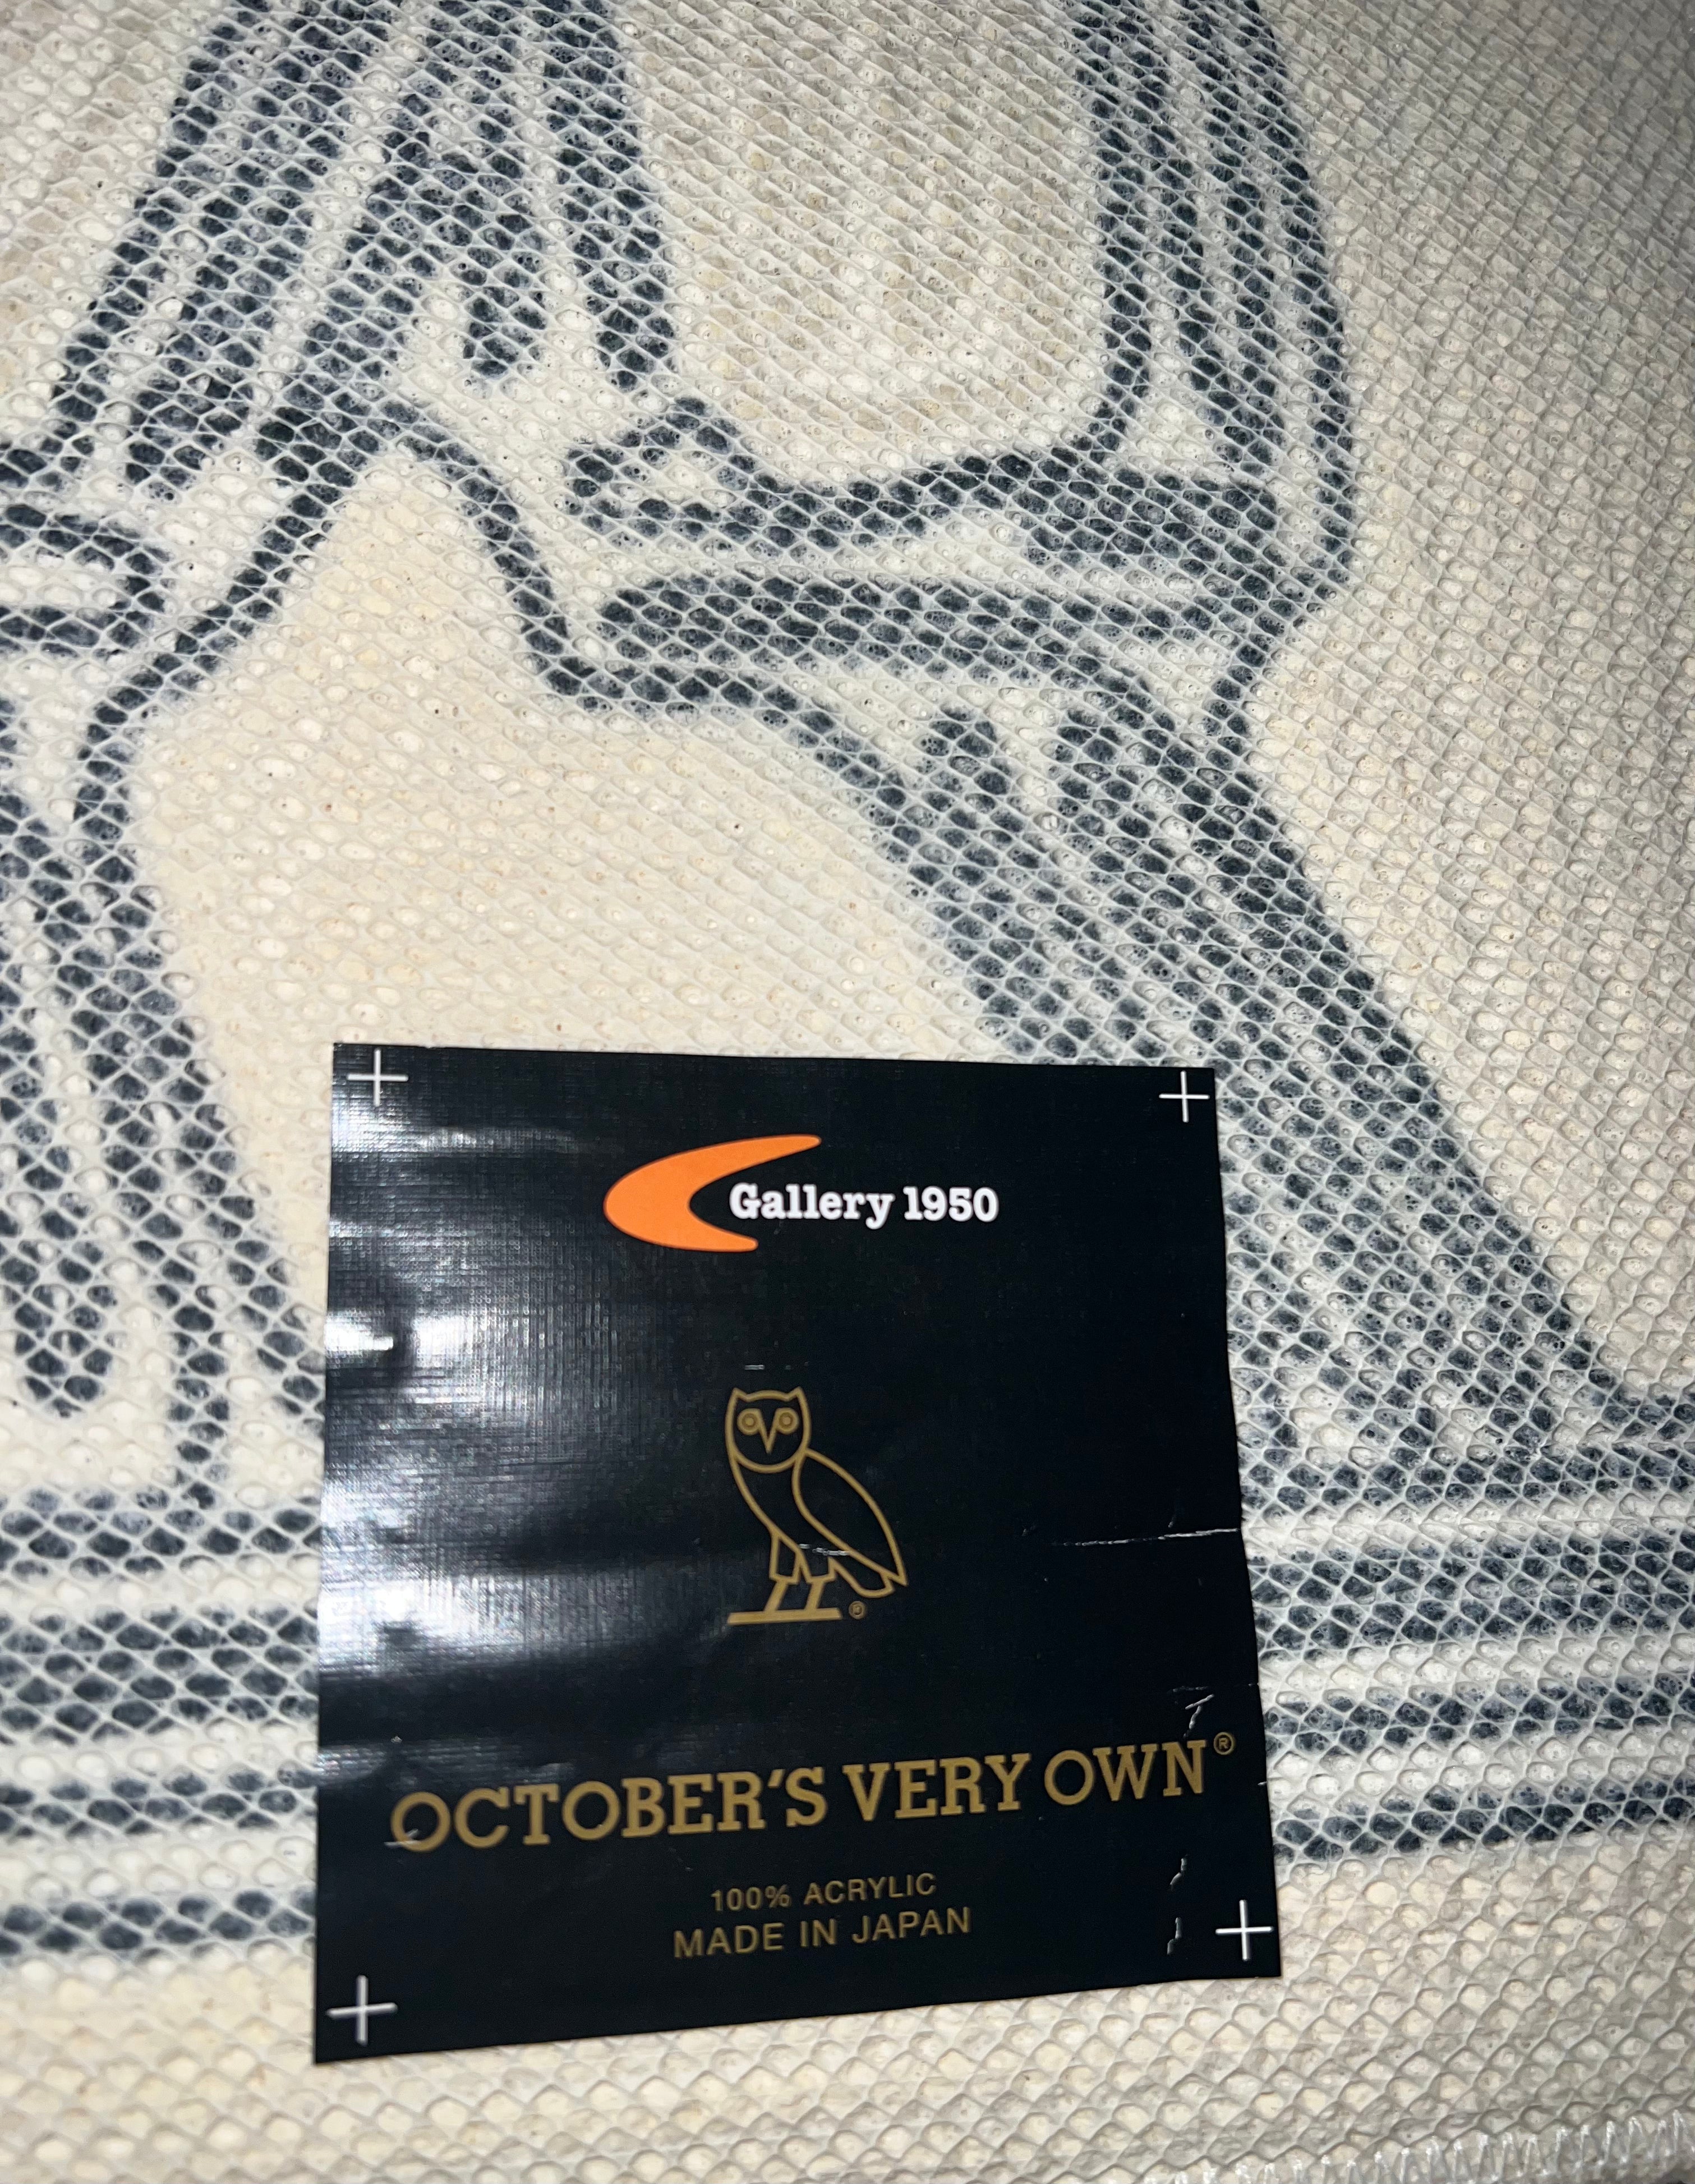 Gallery 1950
®
OCTOBER'S VERY OWN®
100% ACRYLIC
MADE IN JAPAN